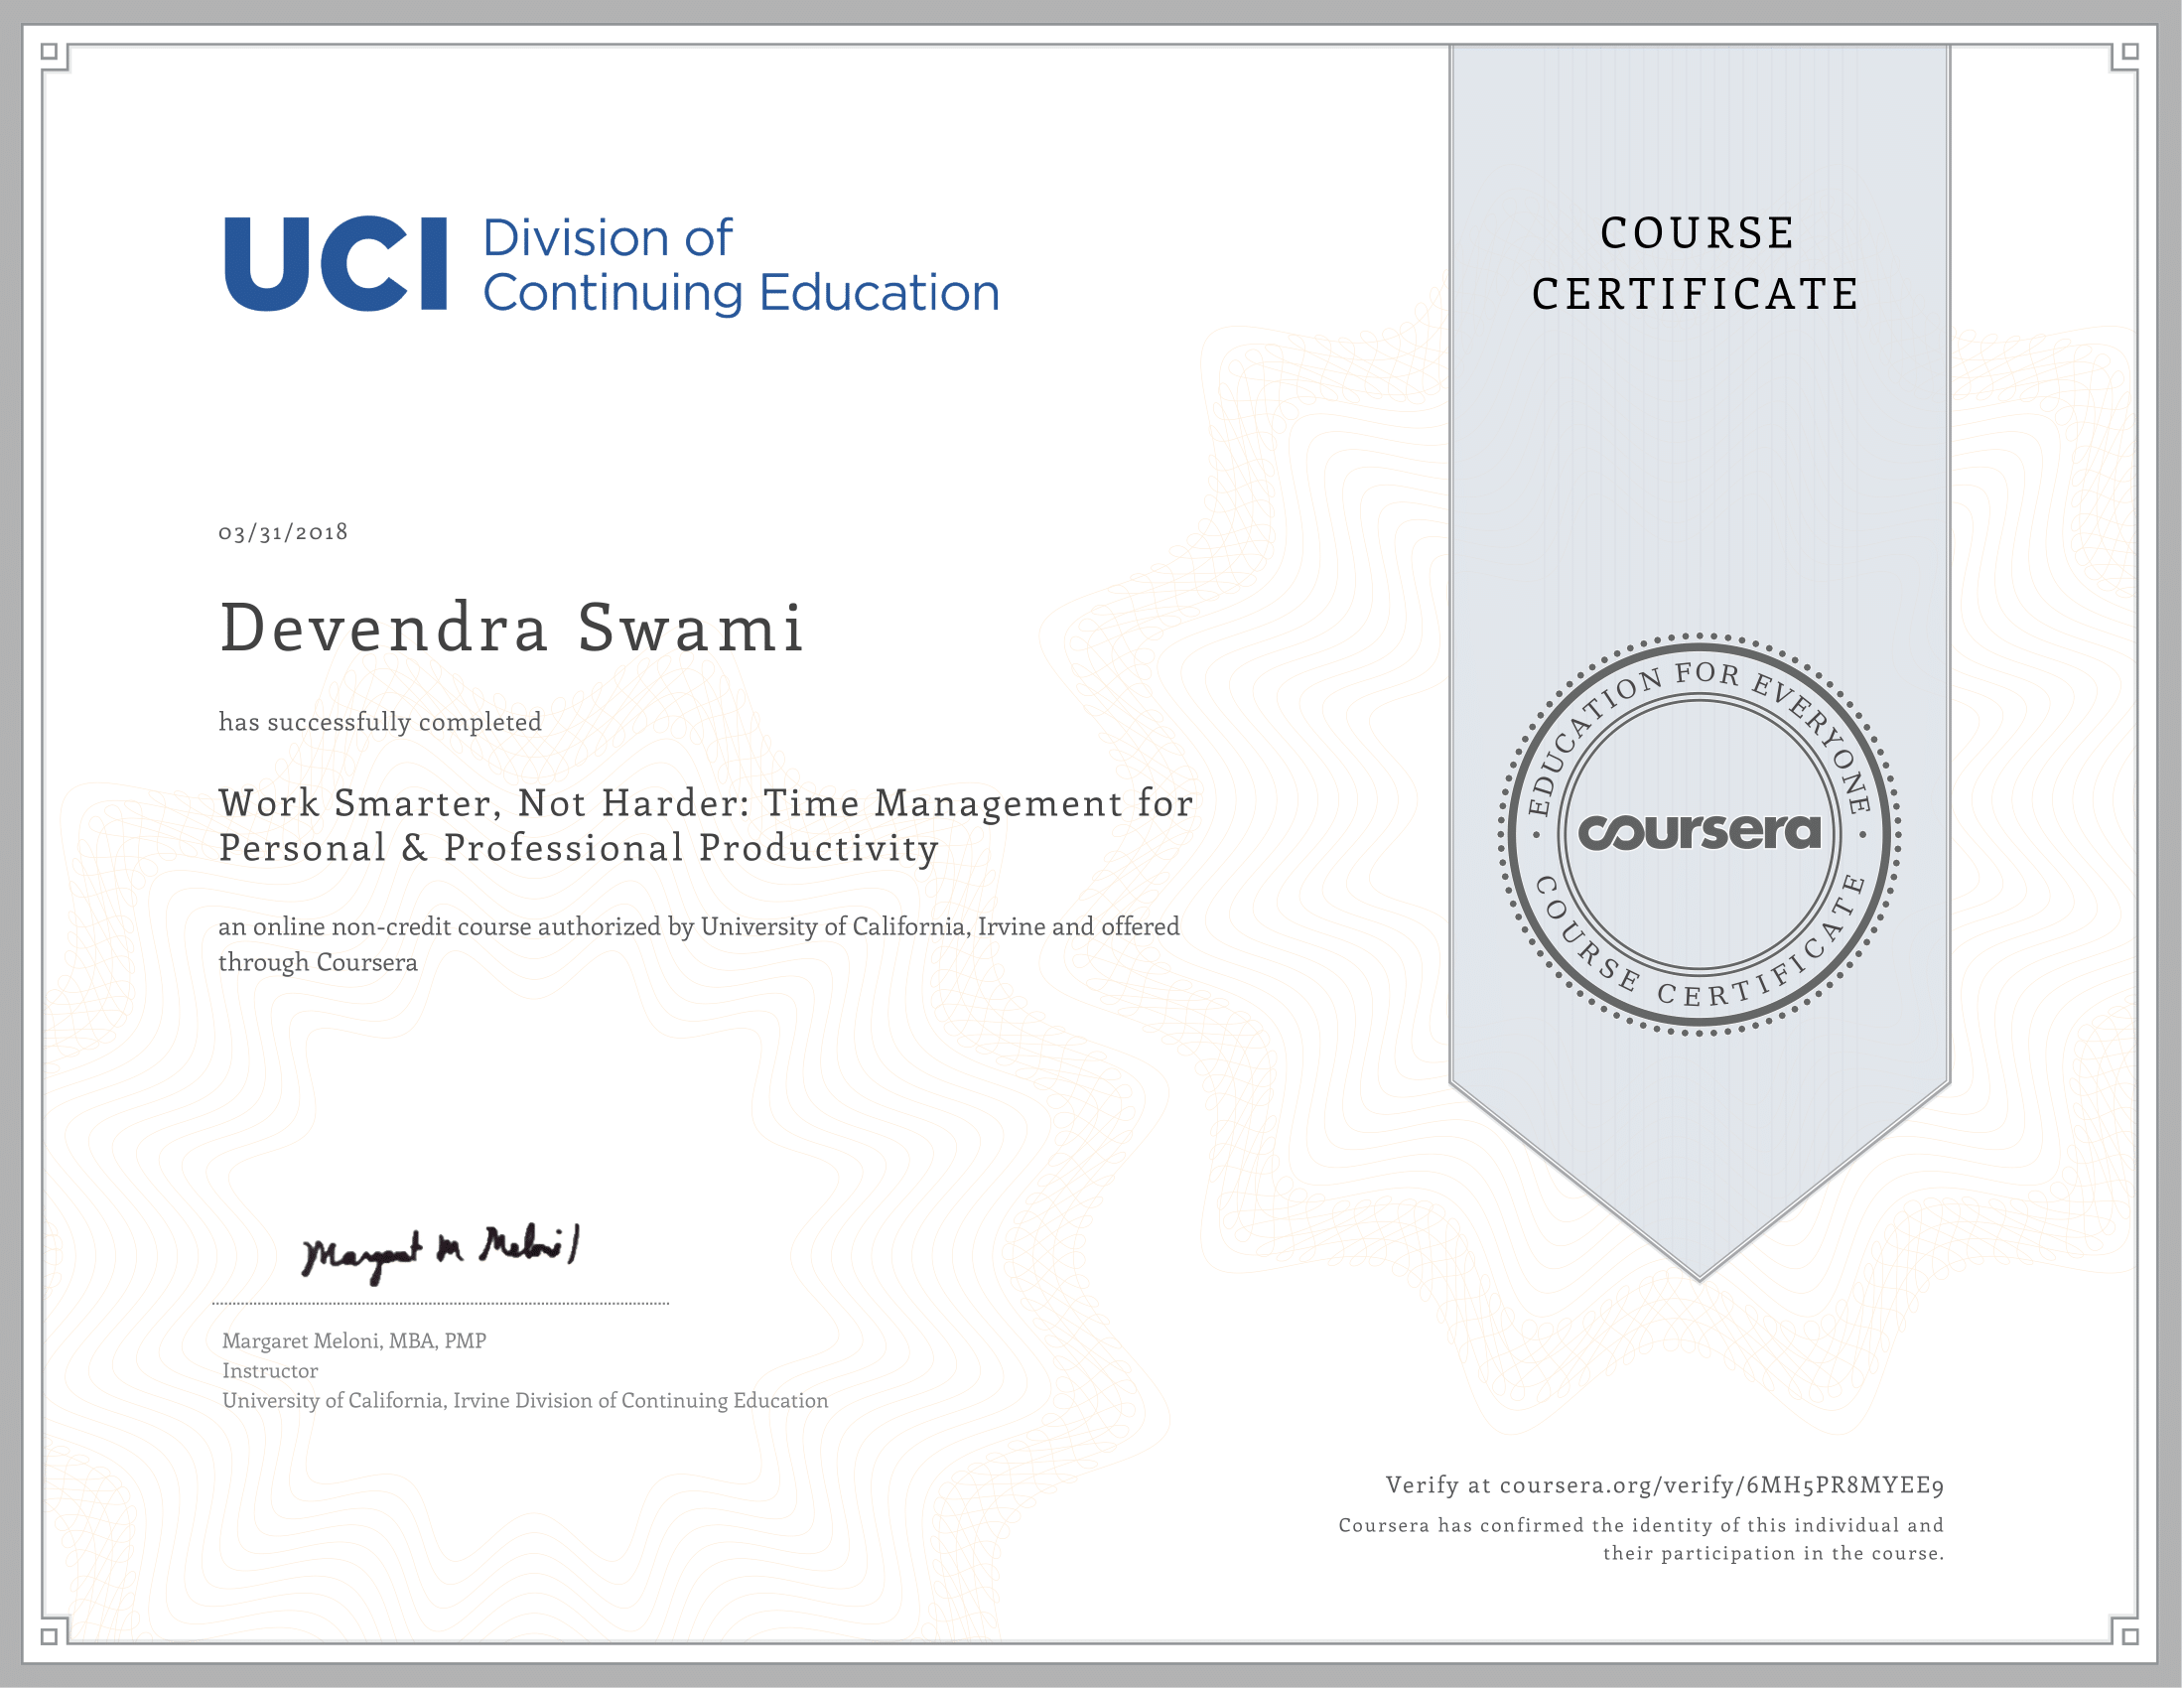 UCI Division of
Continuing Education
COURSE
CERTIFICATE
03/31/2018
Devendra Swami
has successfully completed
Work Smarter, Not Harder: Time Management for
Personal & Professional Productivity
an online non-credit course authorized by University of California, Irvine and offered
through Coursera
EDUCATION FOR EVERYONE
coursera
COURSE CERTIFICATE
Margaret M Meloni
Margaret Meloni, MBA, PMP
Instructor
University of California, Irvine Division of Continuing Education
Verify at coursera.org/verify/6MH5PR8MYEE9
Coursera has confirmed the identity of this individual and
their participation in the course.